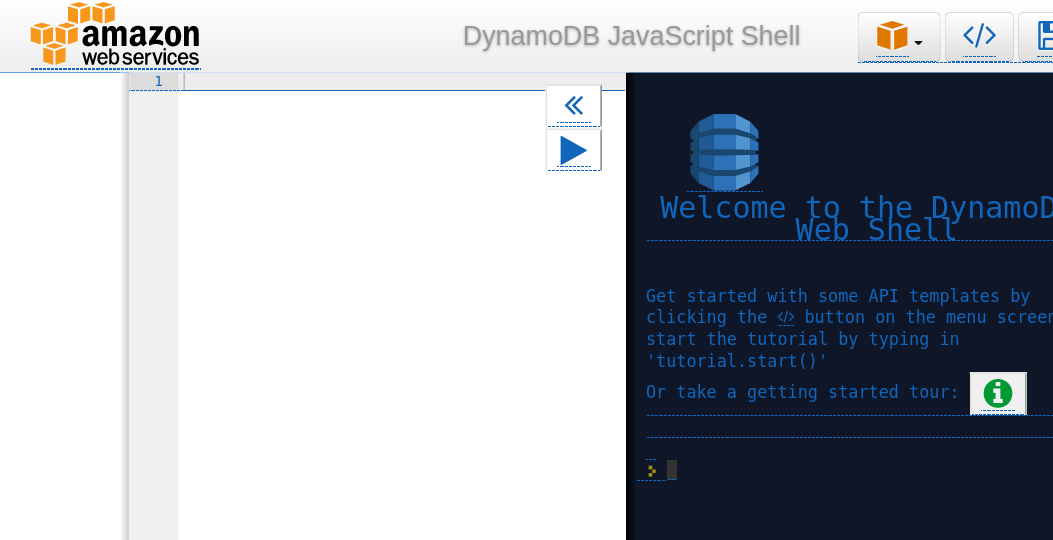 amazon
web services
DynamoDB JavaScript Shell
</>
1
Welcome to the DynamoD
Web Shell
Get started with some API templates by
clicking the </> button on the menu screen
start the tutorial by typing in
'tutorial.start()'
Or take a getting started tour:
>